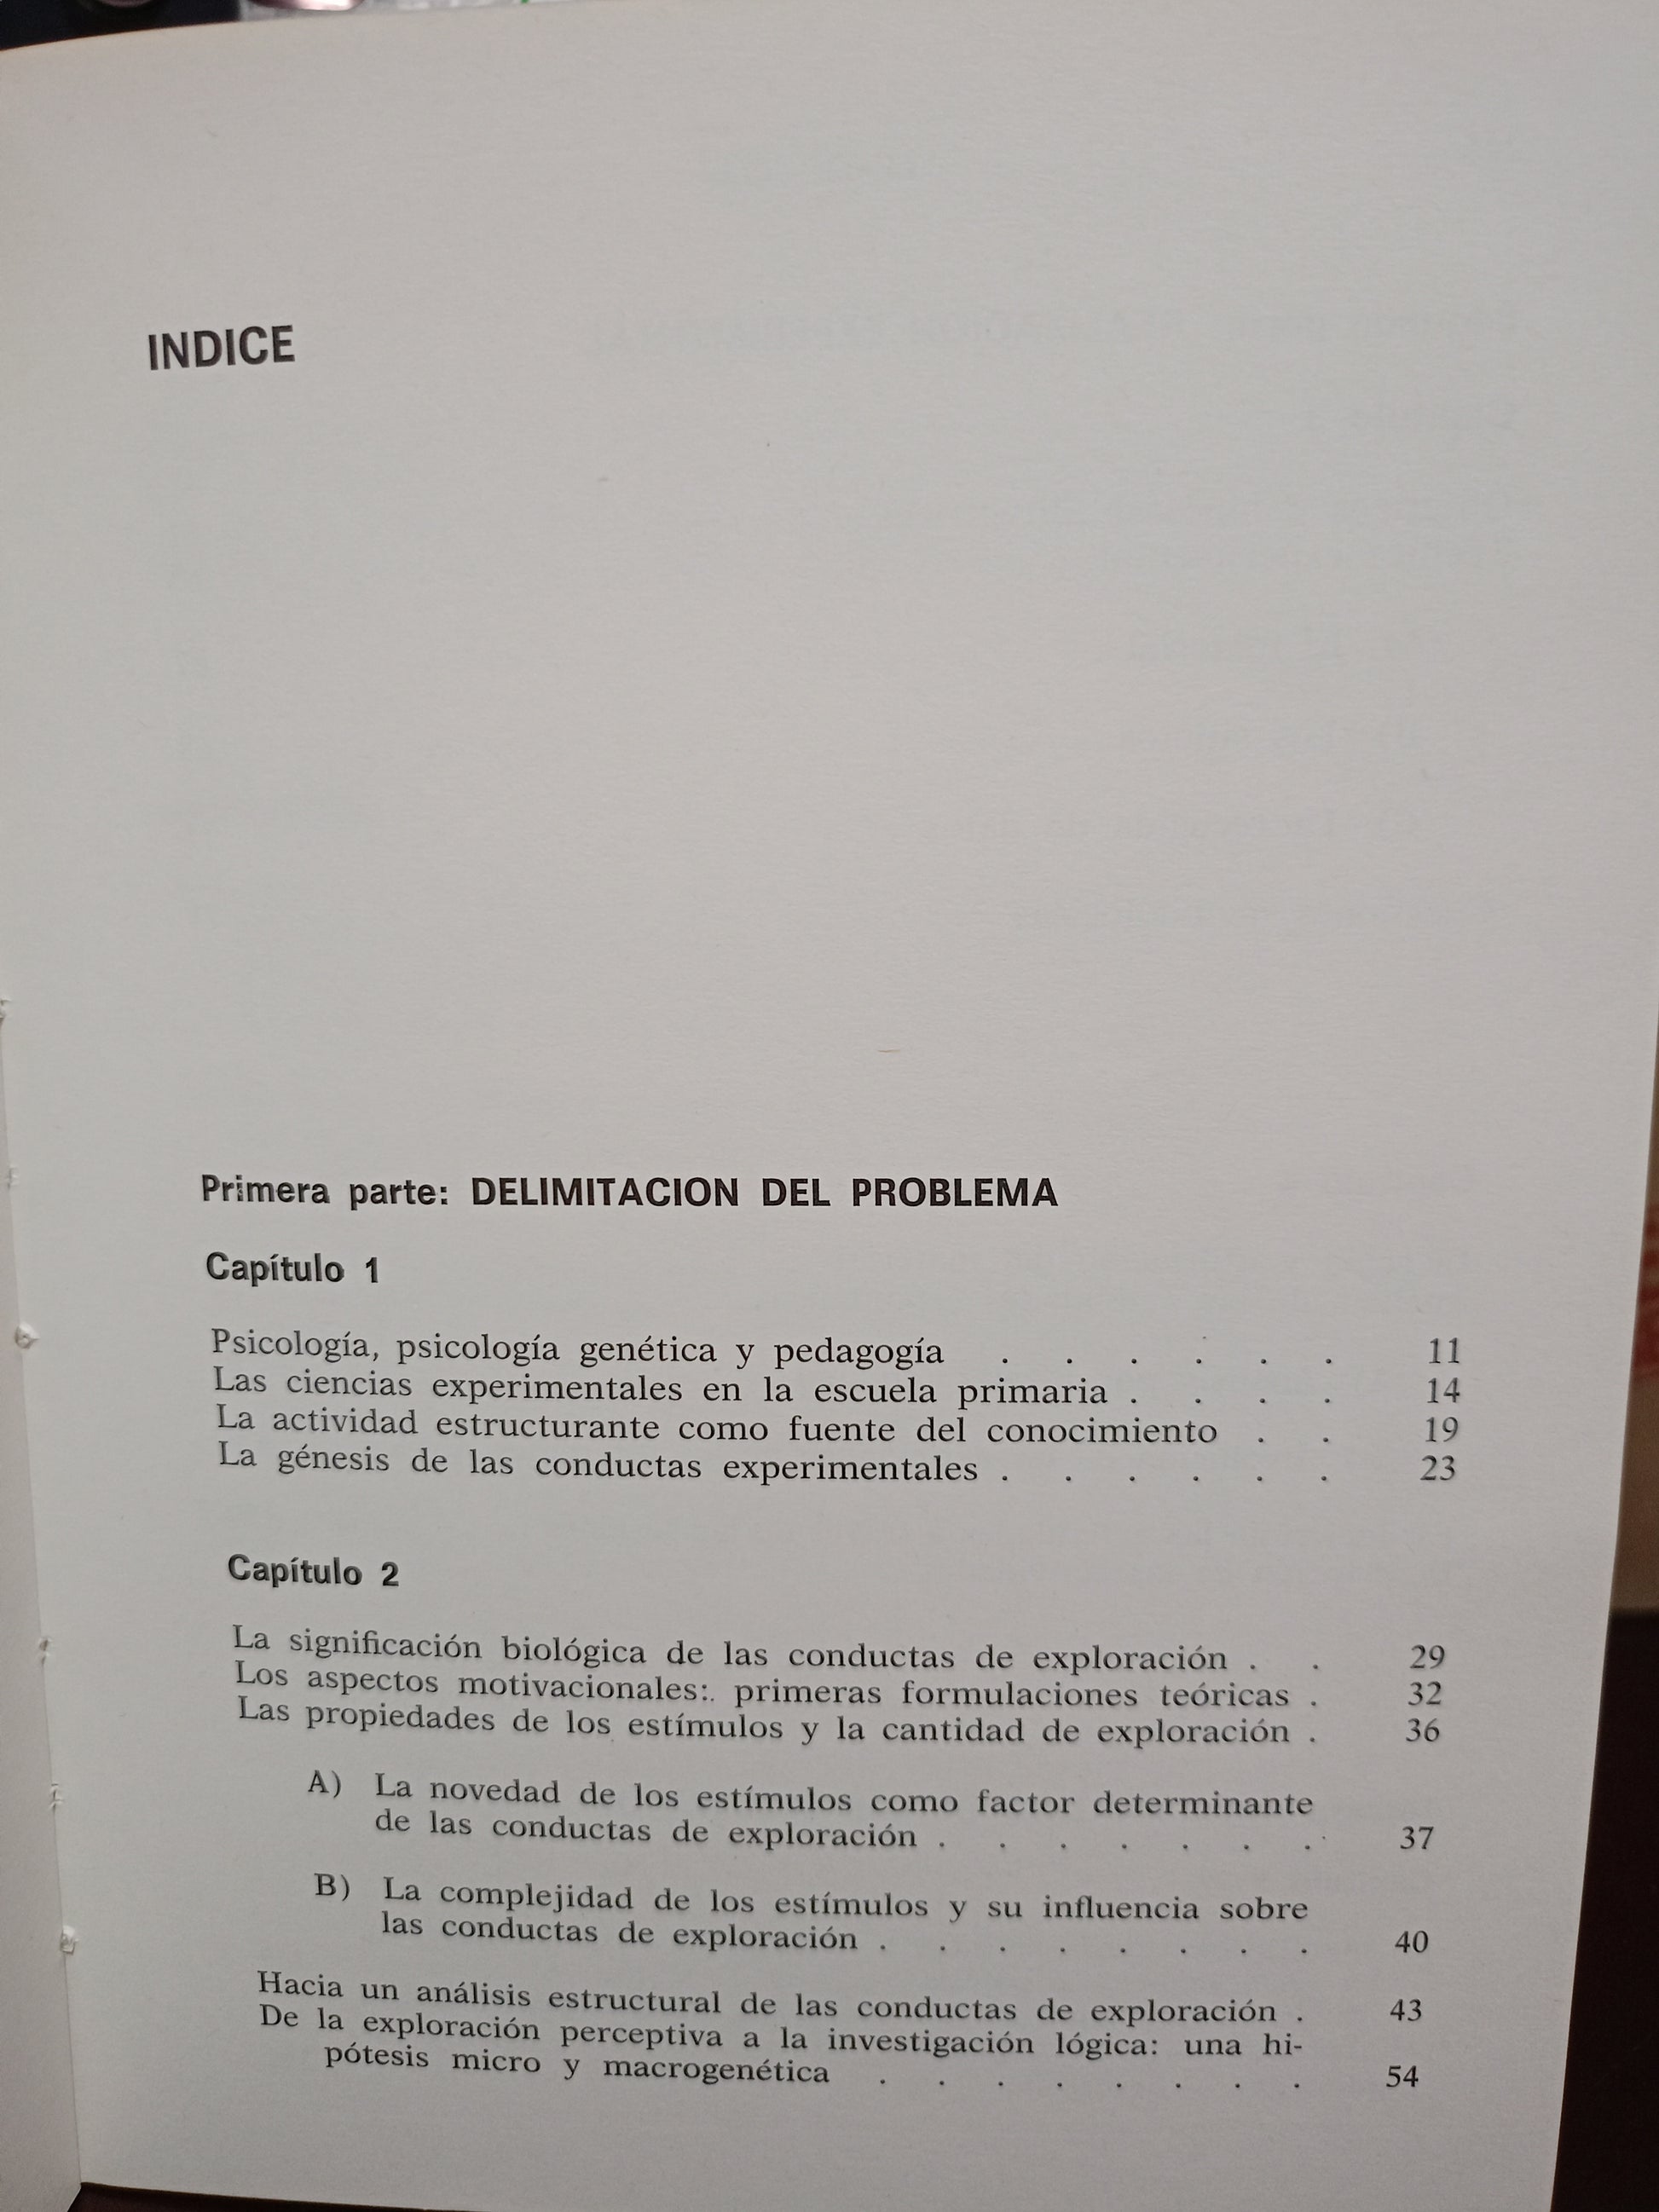 INDICE
Primera parte: DELIMITACION DEL PROBLEMA
Capítulo 1
Psicología, psicología genética y pedagogía . . . . . . 11
Las ciencias experimentales en la escuela primaria . . . . 14
La actividad estructurante como fuente del conocimiento . . 19
La génesis de las conductas experimentales . . . . . . 23
Capítulo 2
La significación biológica de las conductas de exploración . . 29
Los aspectos motivacionales: primeras formulaciones teóricas . 32
Las propiedades de los estímulos y la cantidad de exploración . 36
A) La novedad de los estímulos como factor determinante
de las conductas de exploración . . . . . . . 37
B) La complejidad de los estímulos y su influencia sobre
las conductas de exploración . . . . . . . . 40
Hacia un análisis estructural de las conductas de exploración . 43
De la exploración perceptiva a la investigación lógica: una hi-
pótesis micro y macrogenética . . . . . . . . 54